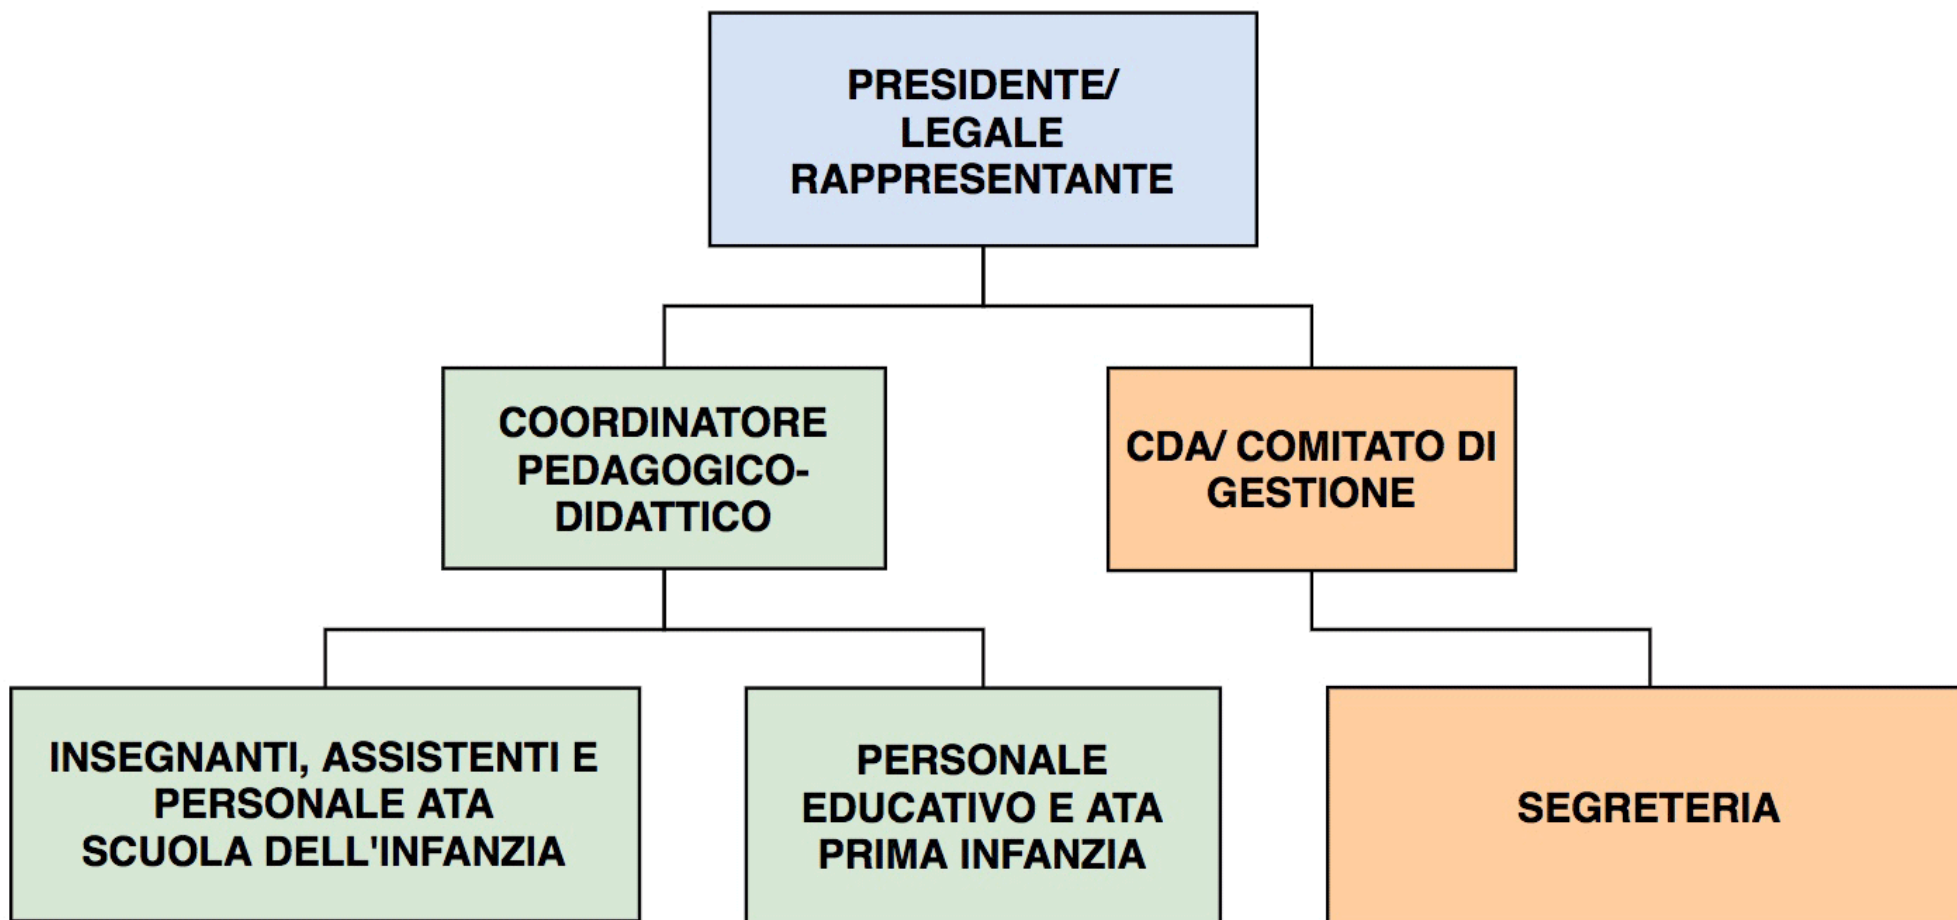 PRESIDENTE/
LEGALE
RAPPRESENTANTE
COORDINATORE
PEDAGOGICO-
DIDATTICO
CDA/ COMITATO DI
GESTIONE
INSEGNANTI, ASSISTENTI E
PERSONALE ATA
SCUOLA DELL'INFANZIA
PERSONALE
EDUCATIVO E ATA
PRIMA INFANZIA
SEGRETERIA